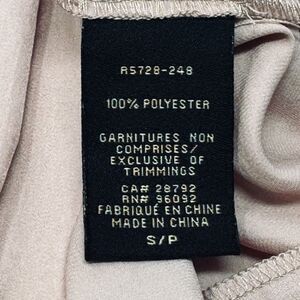 R5728-248
100% POLYESTER
GARNITURES NON
COMPRISES/
EXCLUSIVE OF
TRIMMINGS
CA# 28792
RN# 96092
FABRIQUÉ EN CHINE
MADE IN CHINA
S/P